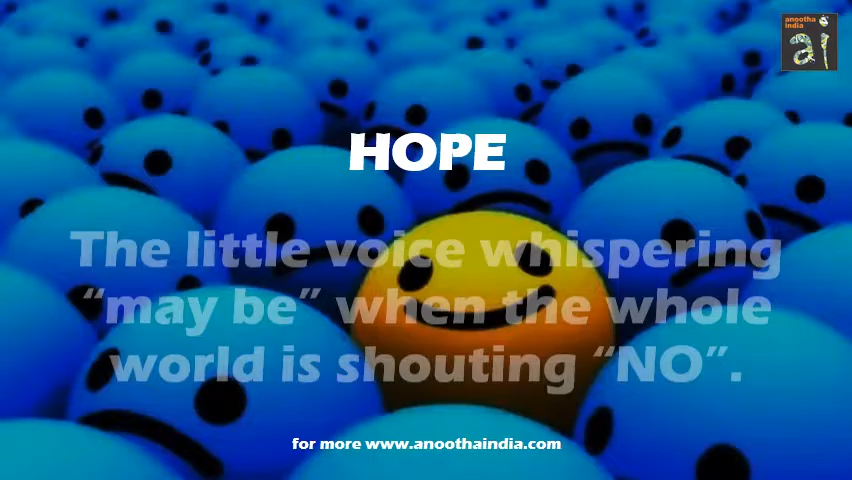 anootha
india
ai
HOPE
The little voice whispering
“may be” when the whole
world is shouting “NO”.
for more www.anoothaindia.com